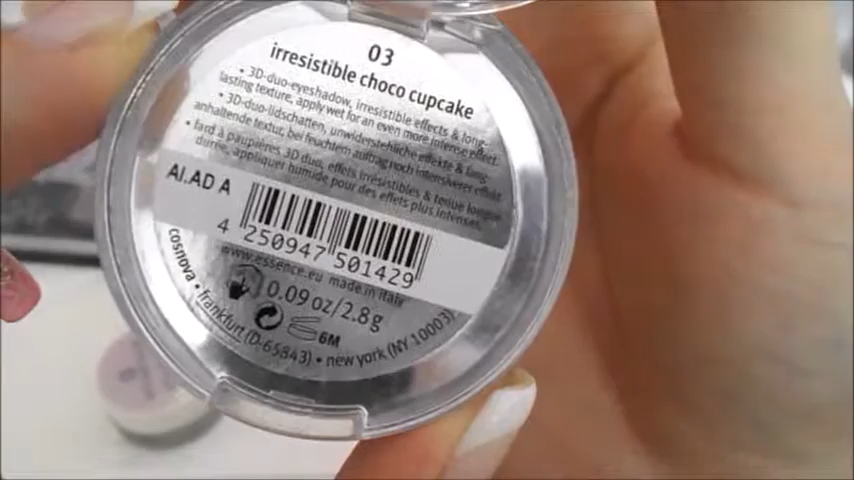 03
irresistible choco cupcake
• 3D-duo-eyeshadow, irresistible effects & long-
lasting texture, apply wet for an even more intense effect.
• 3D-duo-lidschatten, unwiderstehliche effekte & lang-
anhaltende textur, bei feuchtem auftrag noch intensiverer effekt.
• fard à paupières 3D duo, effets irrésistibles & tenue longue
durée, appliquer humide pour des effets plus intenses.
AI.AD A
4 250947 501429
www.essence.eu made in italy
0.09 oz/2.8g
6M
cosnova • frankfurt (D-65843) • new york (NY 10003)